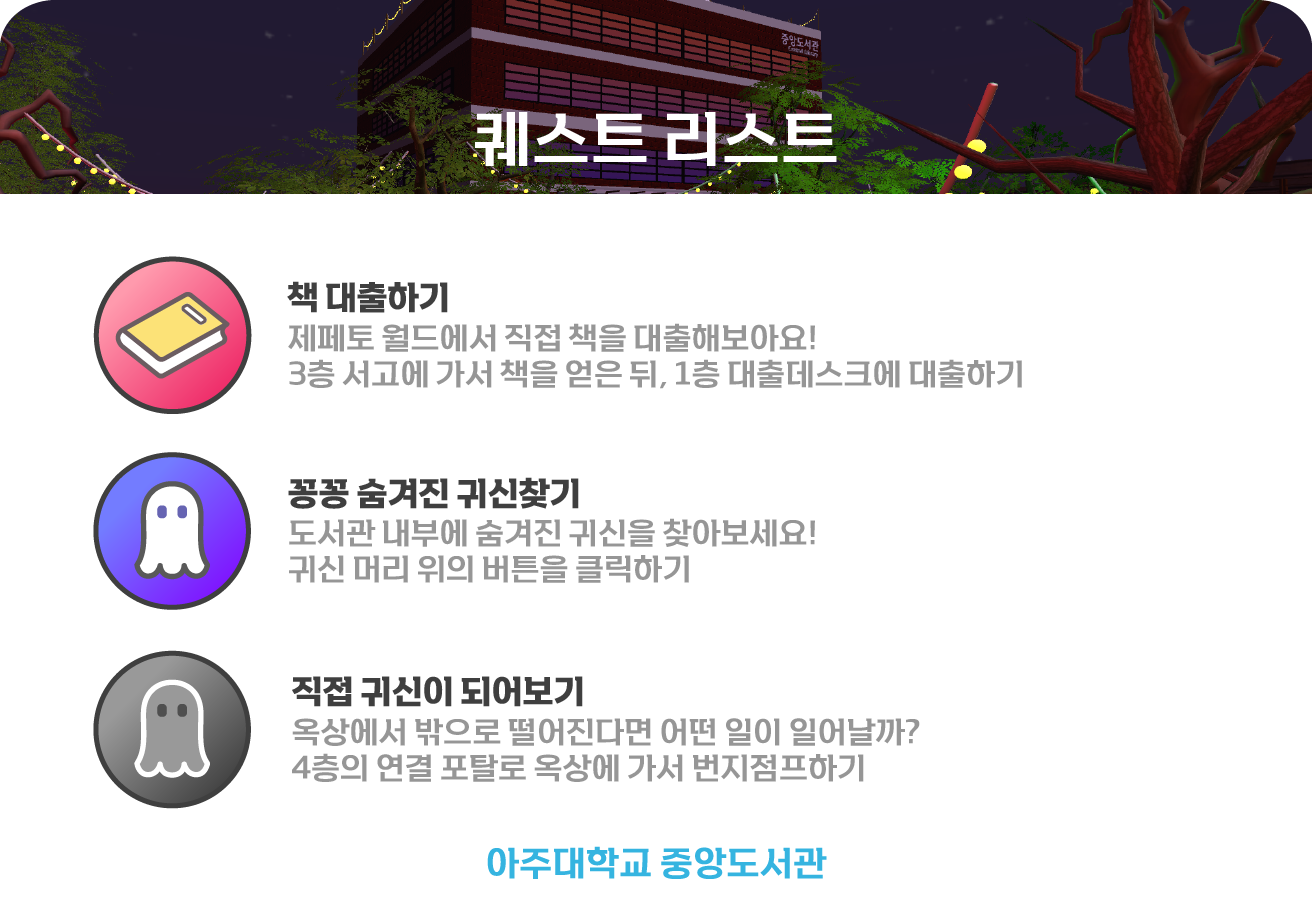 중앙도서관
Central Library
퀘스트 리스트
책 대출하기
제페토 월드에서 직접 책을 대출해보아요!
3층 서고에 가서 책을 얻은 뒤, 1층 대출데스크에 대출하기
꽁꽁 숨겨진 귀신찾기
도서관 내부에 숨겨진 귀신을 찾아보세요!
귀신 머리 위의 버튼을 클릭하기
직접 귀신이 되어보기
옥상에서 밖으로 떨어진다면 어떤 일이 일어날까?
4층의 연결 포탈로 옥상에 가서 번지점프하기
아주대학교 중앙도서관